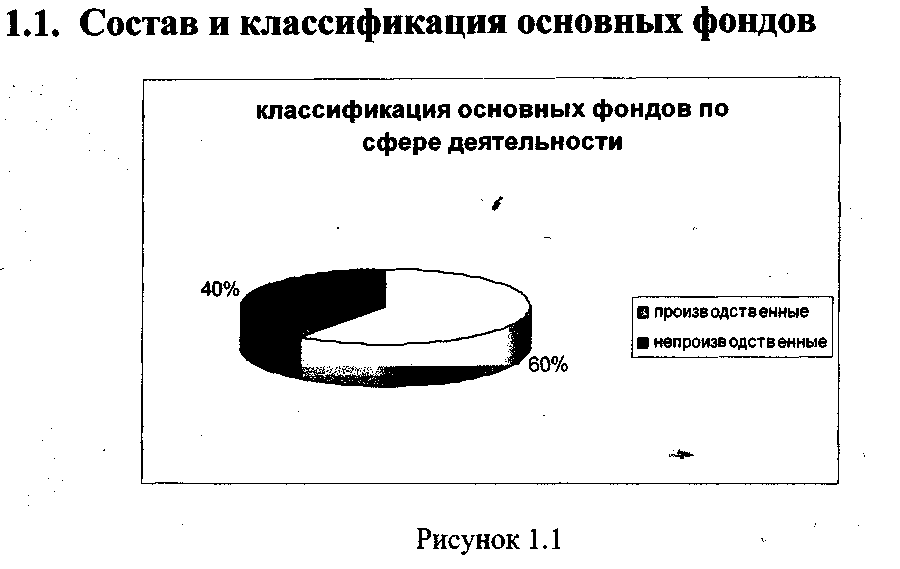 1.1. Состав и классификация основных фондов
классификация основных фондов по
сфере деятельности
40%
производственные
непроизводственные
60%
Рисунок 1.1